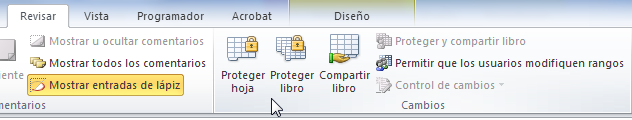 Revisar Vista Programador Acrobat Diseño
Mostrar u ocultar comentarios
Mostrar todos los comentarios
Mostrar entradas de lápiz
Proteger hoja
Proteger libro
Compartir libro
Proteger y compartir libro
Permitir que los usuarios modifiquen rangos
Control de cambios
Cambios